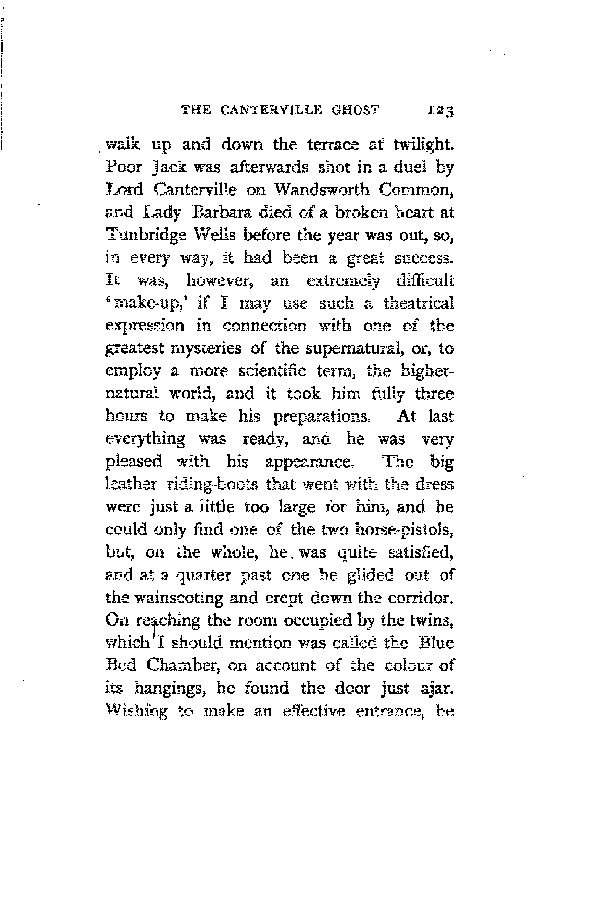 THE CANTERVILLE GHOST 123
walk up and down the terrace at twilight.
Poor Jack was afterwards shot in a duel by
Lord Canterville on Wandsworth Common,
and Lady Barbara died of a broken heart at
Tunbridge Wells before the year was out, so,
in every way, it had been a great success.
It was, however, an extremely difficult
‘make-up,’ if I may use such a theatrical
expression in connection with one of the
greatest mysteries of the supernatural, or, to
employ a more scientific term, the higher-
natural world, and it took him fully three
hours to make his preparations. At last
everything was ready, and he was very
pleased with his appearance. The big
leather riding-boots that went with the dress
were just a little too large for him, and he
could only find one of the two horse-pistols,
but, on the whole, he was quite satisfied,
and at a quarter past one he glided out of
the wainscoting and crept down the corridor.
On reaching the room occupied by the twins,
which I should mention was called the Blue
Bed Chamber, on account of the colour of
its hangings, he found the door just ajar.
Wishing to make an effective entrance, he